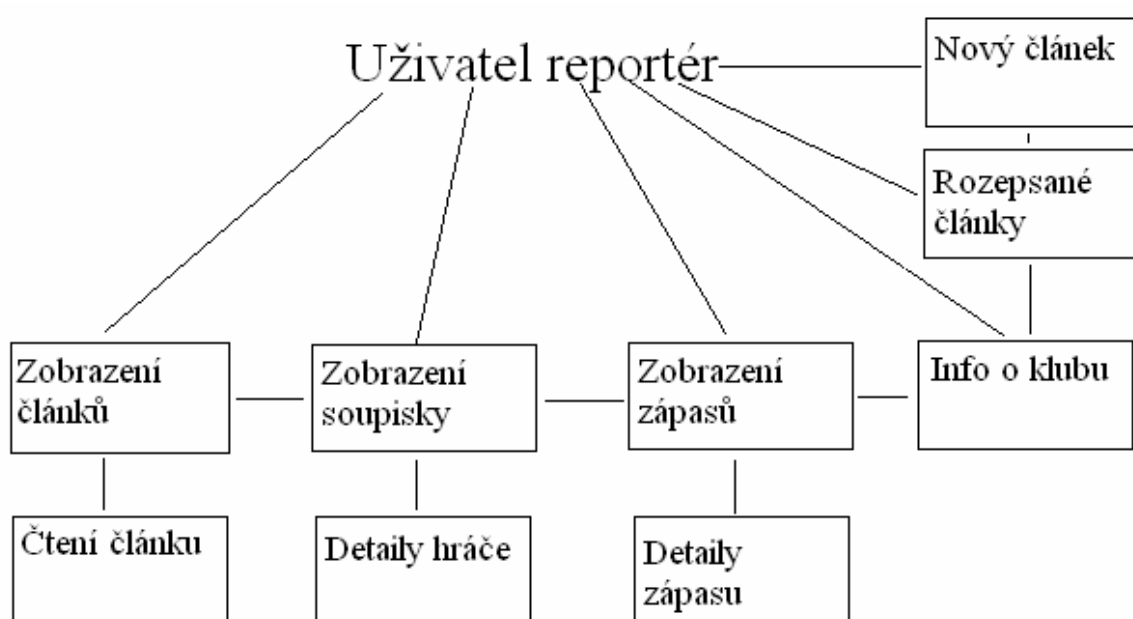 Uživatel reportér
Nový článek
Rozepsané
články
Zobrazení
článků
Zobrazení
soupisky
Zobrazení
zápasů
Info o klubu
Čtení článku
Detaily hráče
Detaily
zápasu